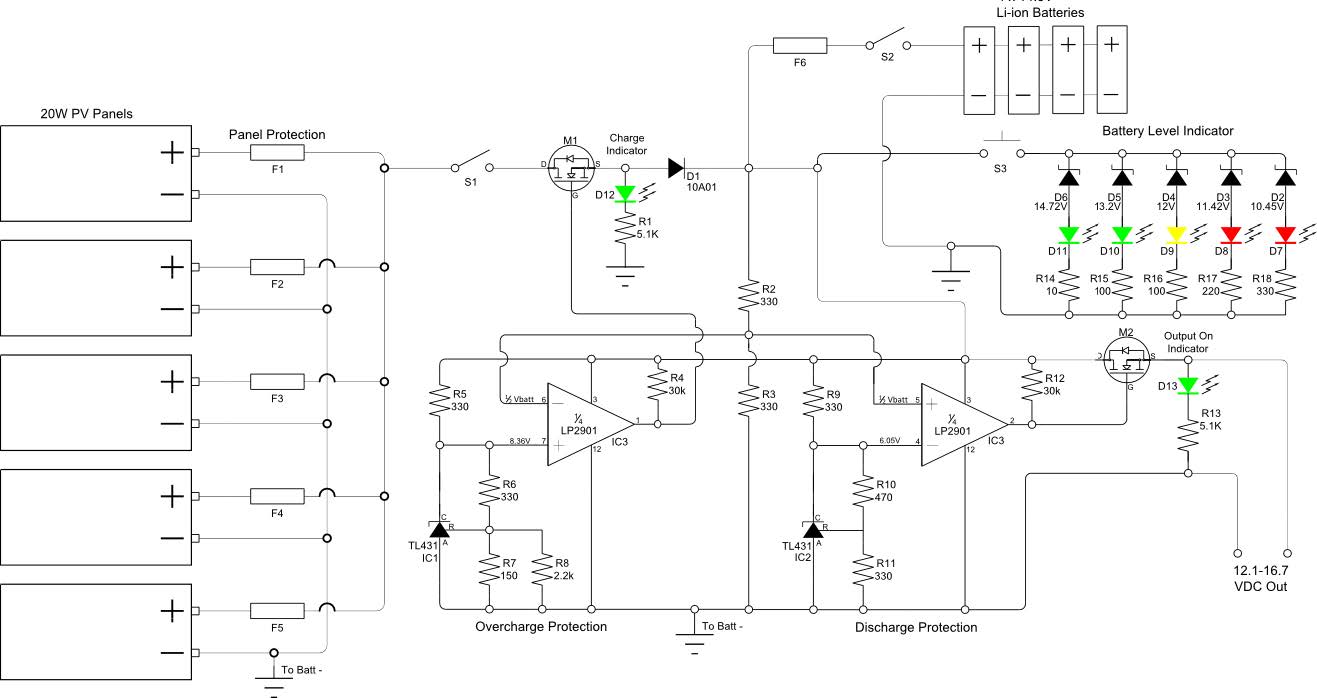 Li-ion Batteries
+ + + +
− − − −
F6
S2
20W PV Panels
Panel Protection
+
−
F1
+
−
F2
+
−
F3
+
−
F4
+
−
F5
To Batt -
S1
M1
D
S
G
Charge
Indicator
D12
R1
5.1K
D1
10A01
S3
Battery Level Indicator
D6
14.72V
D5
13.2V
D4
12V
D3
11.42V
D2
10.45V
D11
D10
D9
D8
D7
R14
10
R15
100
R16
100
R17
220
R18
330
R2
330
R3
330
R5
330
½ Vbatt
6
−
8.36V
7
+
3
12
1
¼
LP2901
IC3
R4
30k
R6
330
C
R
A
TL431
IC1
R7
150
R8
2.2k
Overcharge Protection
To Batt -
R9
330
½ Vbatt
5
+
6.05V
4
−
3
12
2
¼
LP2901
IC3
R12
30k
R10
470
C
R
A
TL431
IC2
R11
330
Discharge Protection
M2
D
S
G
Output On
Indicator
D13
R13
5.1K
12.1-16.7
VDC Out